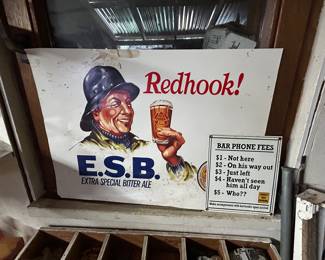 Redhook!
E.S.B.
EXTRA SPECIAL BITTER ALE
BAR PHONE FEES
$1 - Not here
$2 - On his way out
$3 - Just left
$4 - Haven't seen
him all day
$5 - Who??